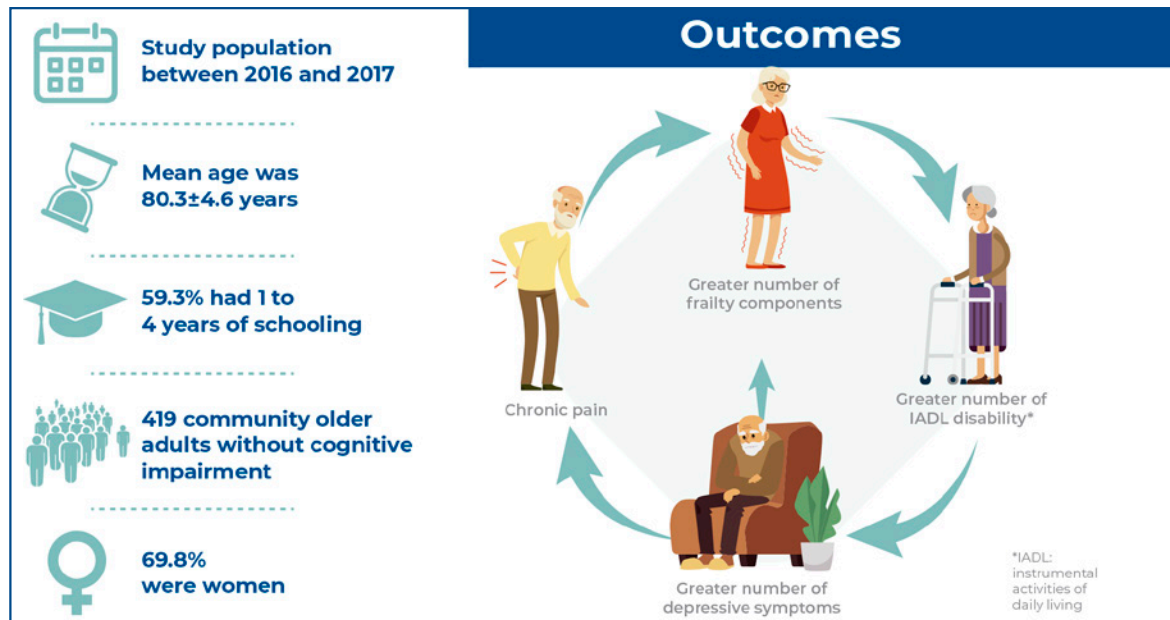 Study population
between 2016 and 2017
Mean age was
80.3±4.6 years
59.3% had 1 to
4 years of schooling
419 community older
adults without cognitive
impairment
69.8%
were women
Outcomes
Greater number of
frailty components
Chronic pain
Greater number of
IADL disability*
Greater number of
depressive symptoms
*IADL:
instrumental
activities of
daily living